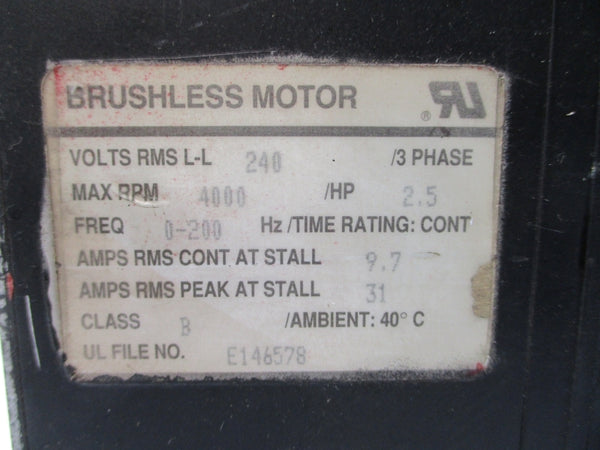 BRUSHLESS MOTOR ® RU
VOLTS RMS L-L 240 /3 PHASE
MAX RPM 4000 /HP 2.5
FREQ 0-200 Hz /TIME RATING: CONT
AMPS RMS CONT AT STALL 9.7
AMPS RMS PEAK AT STALL 31
CLASS B /AMBIENT: 40° C
UL FILE NO. E146578